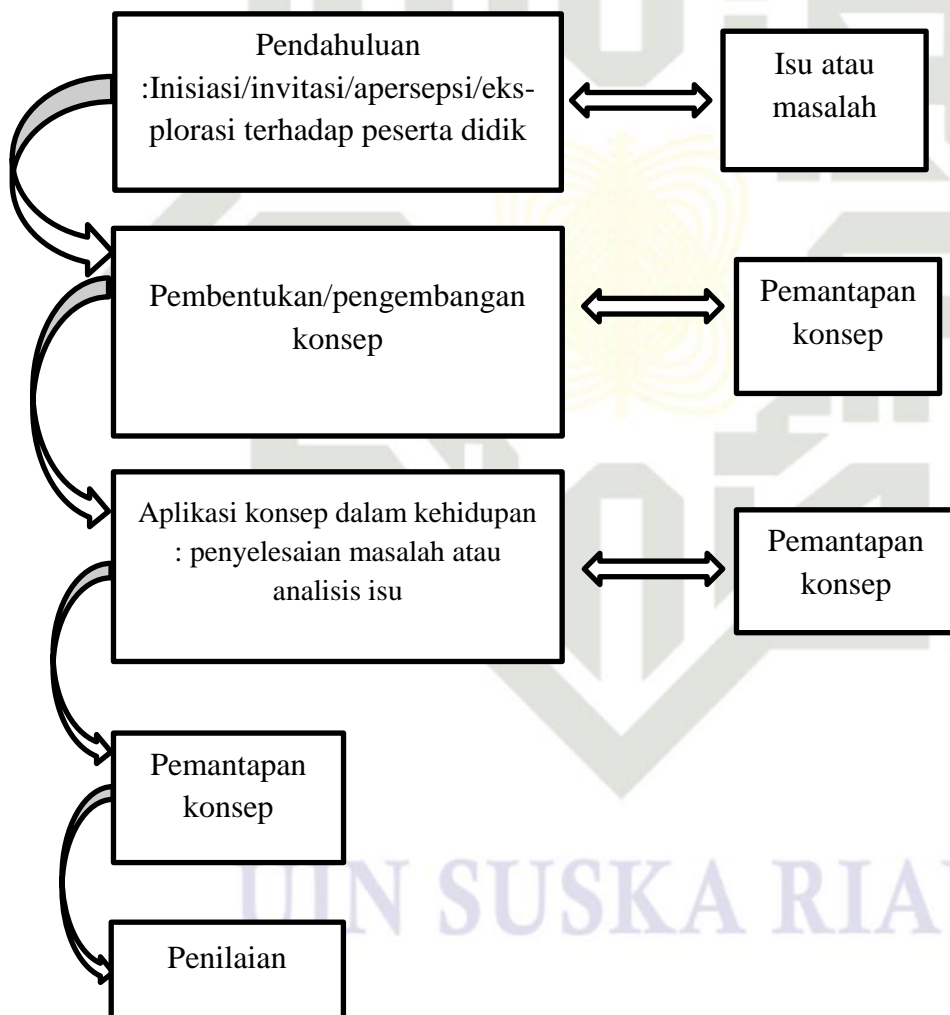 Pendahuluan
:Inisiasi/invitasi/apersepsi/eks-
plorasi terhadap peserta didik
Isu atau
masalah
Pembentukan/pengembangan
konsep
Pemantapan
konsep
Aplikasi konsep dalam kehidupan
: penyelesaian masalah atau
analisis isu
Pemantapan
konsep
Pemantapan
konsep
UIN SUSKA RIA
Penilaian